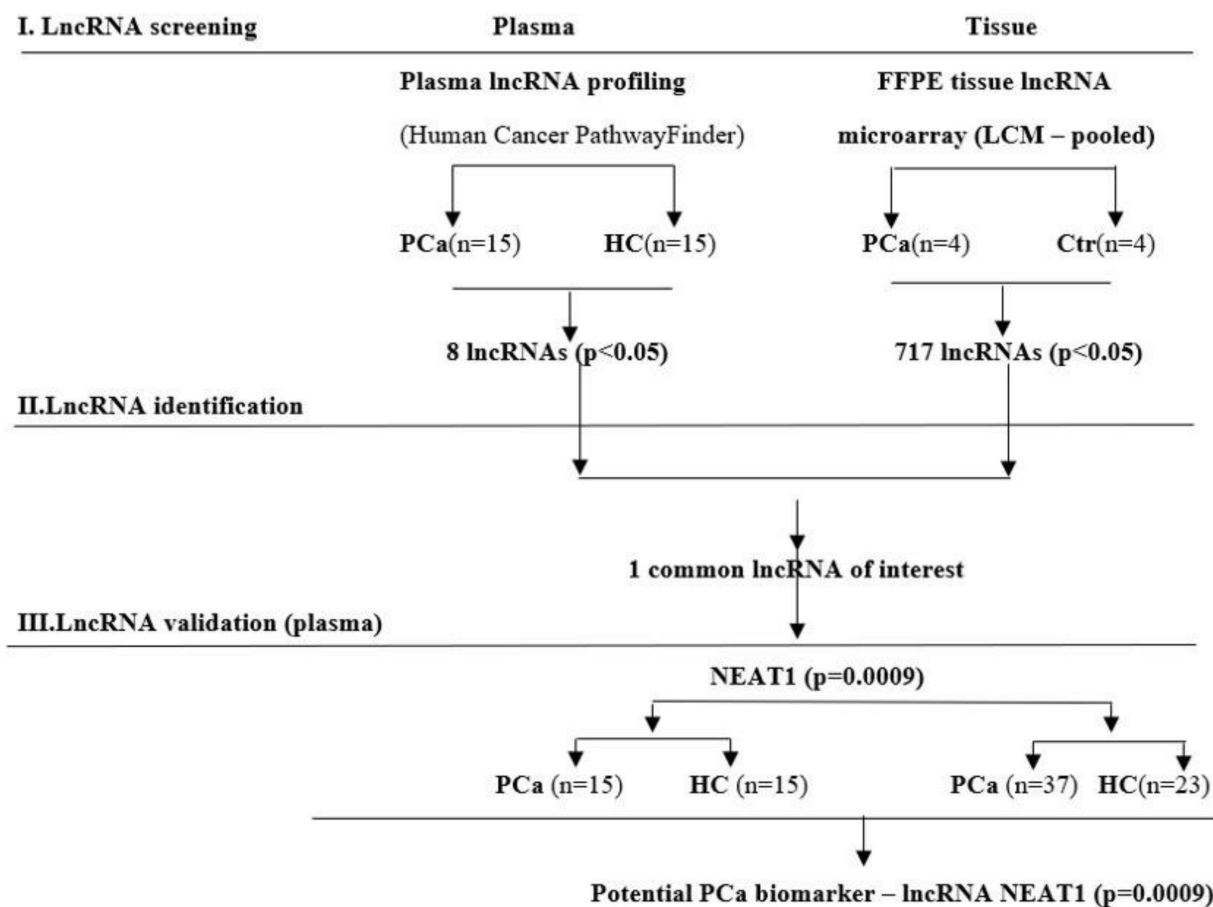 I. LncRNA screening Plasma Tissue
Plasma lncRNA profiling FFPE tissue lncRNA
(Human Cancer PathwayFinder) microarray (LCM – pooled)
PCa(n=15) HC(n=15) PCa(n=4) Ctr(n=4)
8 lncRNAs (p<0.05) 717 lncRNAs (p<0.05)
II.LncRNA identification
1 common lncRNA of interest
III.LncRNA validation (plasma)
NEAT1 (p=0.0009)
PCa (n=15) HC (n=15) PCa (n=37) HC(n=23)
Potential PCa biomarker – lncRNA NEAT1 (p=0.0009)